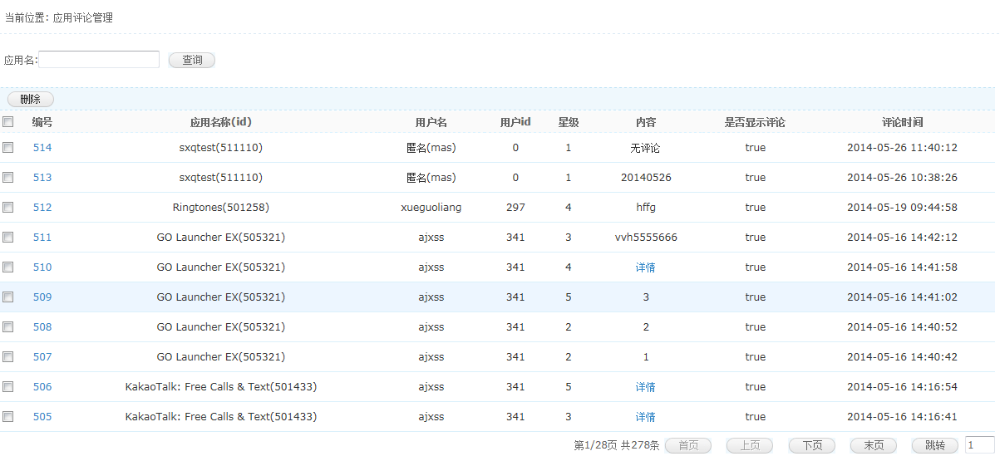 当前位置: 应用评论管理
应用名: 查询
删除
编号 应用名称(id) 用户名 用户id 星级 内容 是否显示评论 评论时间
514 sxqtest(511110) 匿名(mas) 0 1 无评论 true 2014-05-26 11:40:12
513 sxqtest(511110) 匿名(mas) 0 1 20140526 true 2014-05-26 10:38:26
512 Ringtones(501258) xueguoliang 297 4 hffg true 2014-05-19 09:44:58
511 GO Launcher EX(505321) ajxss 341 3 vvh5555666 true 2014-05-16 14:42:12
510 GO Launcher EX(505321) ajxss 341 4 详情 true 2014-05-16 14:41:58
509 GO Launcher EX(505321) ajxss 341 5 3 true 2014-05-16 14:41:02
508 GO Launcher EX(505321) ajxss 341 2 2 true 2014-05-16 14:40:52
507 GO Launcher EX(505321) ajxss 341 2 1 true 2014-05-16 14:40:42
506 KakaoTalk: Free Calls & Text(501433) ajxss 341 5 详情 true 2014-05-16 14:16:54
505 KakaoTalk: Free Calls & Text(501433) ajxss 341 3 详情 true 2014-05-16 14:16:41
第1/28页 共278条 首页 上页 下页 末页 跳转 1